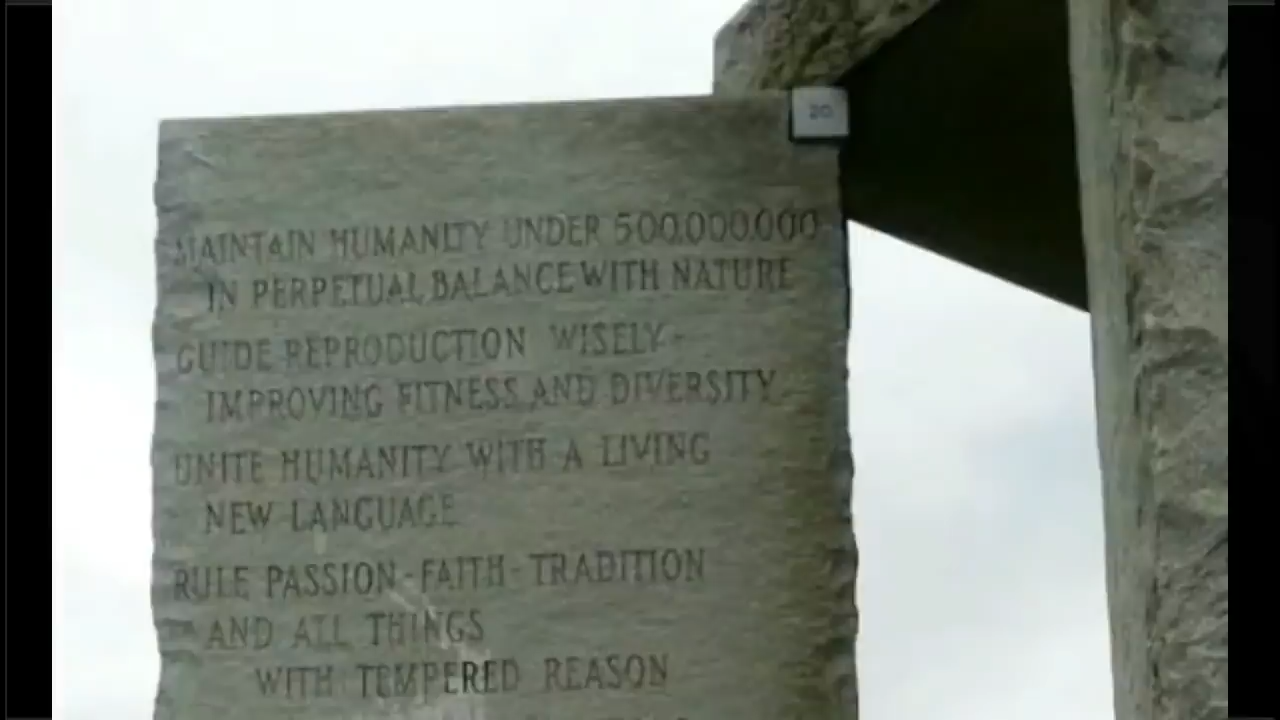 20
MAINTAIN HUMANITY UNDER 500,000,000
IN PERPETUAL BALANCE WITH NATURE
GUIDE REPRODUCTION WISELY -
IMPROVING FITNESS AND DIVERSITY
UNITE HUMANITY WITH A LIVING
NEW LANGUAGE
RULE PASSION - FAITH - TRADITION
AND ALL THINGS
WITH TEMPERED REASON